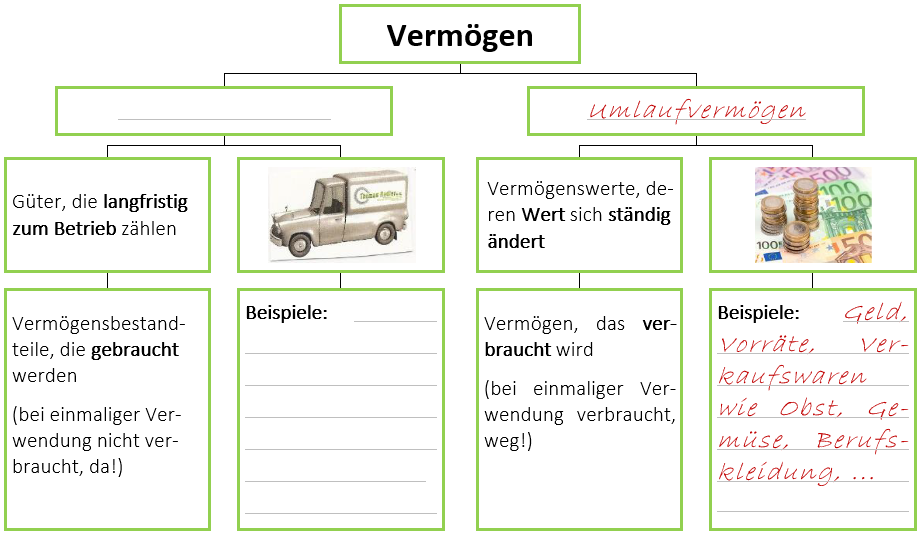 Vermögen
Umlaufvermögen
Güter, die langfristig
zum Betrieb zählen
Vermögenswerte, de-
ren Wert sich ständig
ändert
Vermögensbestand-
teile, die gebraucht
werden
(bei einmaliger Ver-
wendung nicht ver-
braucht, da!)
Beispiele:
Vermögen, das ver-
braucht wird
(bei einmaliger Ver-
wendung verbraucht,
weg!)
Beispiele: Geld,
Vorräte, Ver-
kaufswaren
wie Obst, Ge-
müse, Berufs-
kleidung, ...